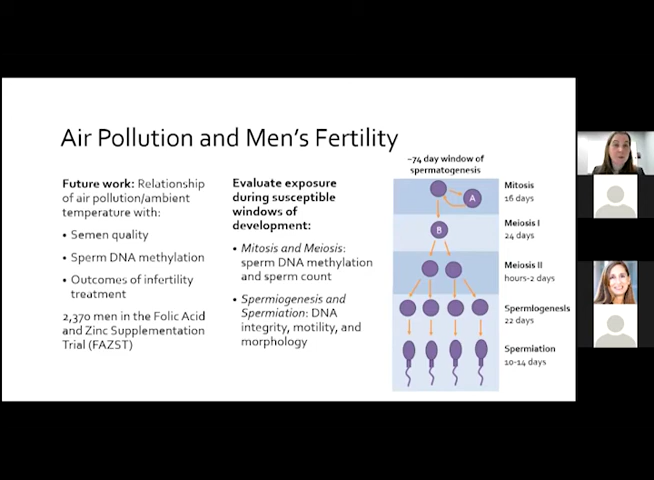 Air Pollution and Men's Fertility
Future work: Relationship
of air pollution/ambient
temperature with:
• Semen quality
• Sperm DNA methylation
• Outcomes of infertility
treatment
2,370 men in the Folic Acid
and Zinc Supplementation
Trial (FAZST)
Evaluate exposure
during susceptible
windows of
development:
• Mitosis and Meiosis:
sperm DNA methylation
and sperm count
• Spermiogenesis and
Spermiation: DNA
integrity, motility, and
morphology
~74 day window of
spermatogenesis
A
B
Mitosis
16 days
Meiosis I
24 days
Meiosis II
hours-2 days
Spermiogenesis
22 days
Spermiation
10-14 days